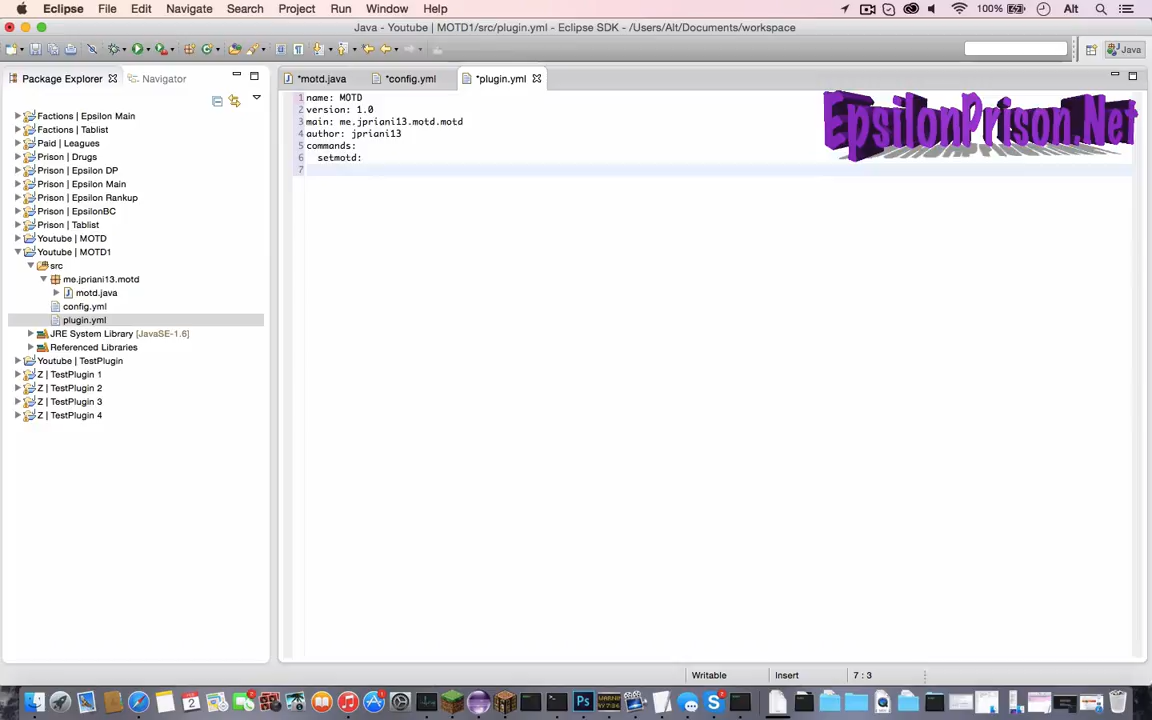 Eclipse File Edit Navigate Search Project Run Window Help 100% Alt
Java - Youtube | MOTD1/src/plugin.yml - Eclipse SDK - /Users/Alt/Documents/workspace
Java
Package Explorer Navigator
*motd.java *config.yml *plugin.yml
Factions | Epsilon Main
Factions | Tablist
Paid | Leagues
Prison | Drugs
Prison | Epsilon DP
Prison | Epsilon Main
Prison | Epsilon Rankup
Prison | EpsilonBC
Prison | Tablist
Youtube | MOTD
Youtube | MOTD1
src
me.jpriani13.motd
motd.java
config.yml
plugin.yml
JRE System Library [JavaSE-1.6]
Referenced Libraries
Youtube | TestPlugin
Z | TestPlugin 1
Z | TestPlugin 2
Z | TestPlugin 3
Z | TestPlugin 4
1 name: MOTD
2 version: 1.0
3 main: me.jpriani13.motd.motd
4 author: jpriani13
5 commands:
6 setmotd:
7
EpsilonPrison.Net
Writable Insert 7 : 3